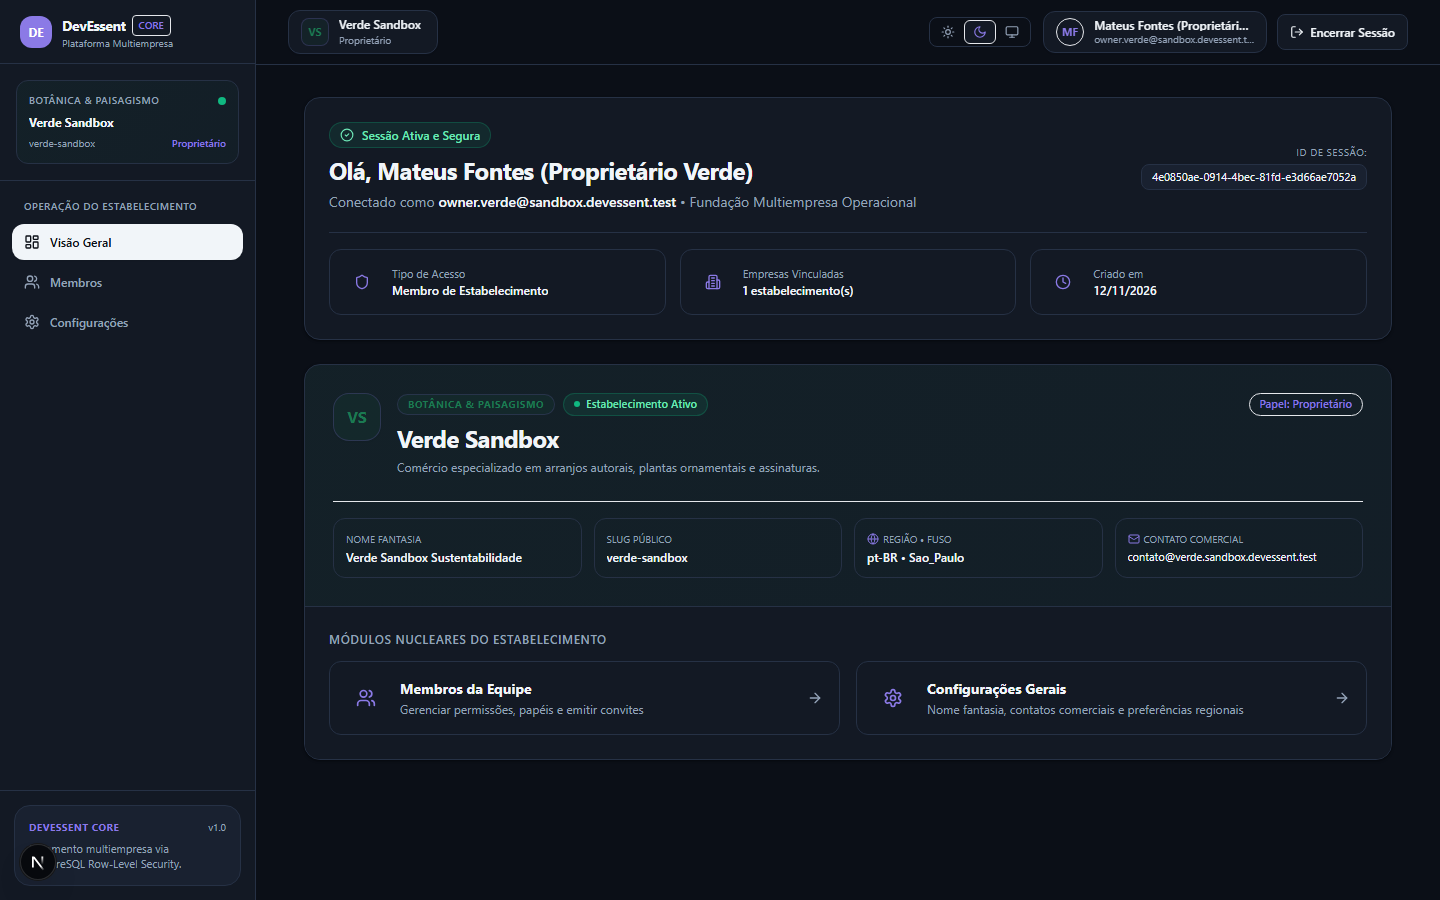 DE
DevEssent CORE
Plataforma Multiempresa
BOTÂNICA & PAISAGISMO
Verde Sandbox
verde-sandbox Proprietário
OPERAÇÃO DO ESTABELECIMENTO
Visão Geral
Membros
Configurações
DEVESSENT CORE v1.0
mento multiempresa via
reSQL Row-Level Security.
N
VS
Verde Sandbox
Proprietário
MF
Mateus Fontes (Proprietári...
owner.verde@sandbox.devessent.t...
Encerrar Sessão
Sessão Ativa e Segura
Olá, Mateus Fontes (Proprietário Verde)
Conectado como owner.verde@sandbox.devessent.test • Fundação Multiempresa Operacional
ID DE SESSÃO:
4e0850ae-0914-4bec-81fd-e3d66ae7052a
Tipo de Acesso
Membro de Estabelecimento
Empresas Vinculadas
1 estabelecimento(s)
Criado em
12/11/2026
VS
BOTÂNICA & PAISAGISMO
Estabelecimento Ativo
Papel: Proprietário
Verde Sandbox
Comércio especializado em arranjos autorais, plantas ornamentais e assinaturas.
NOME FANTASIA
Verde Sandbox Sustentabilidade
SLUG PÚBLICO
verde-sandbox
REGIÃO • FUSO
pt-BR • Sao_Paulo
CONTATO COMERCIAL
contato@verde.sandbox.devessent.test
MÓDULOS NUCLEARES DO ESTABELECIMENTO
Membros da Equipe
Gerenciar permissões, papéis e emitir convites
Configurações Gerais
Nome fantasia, contatos comerciais e preferências regionais